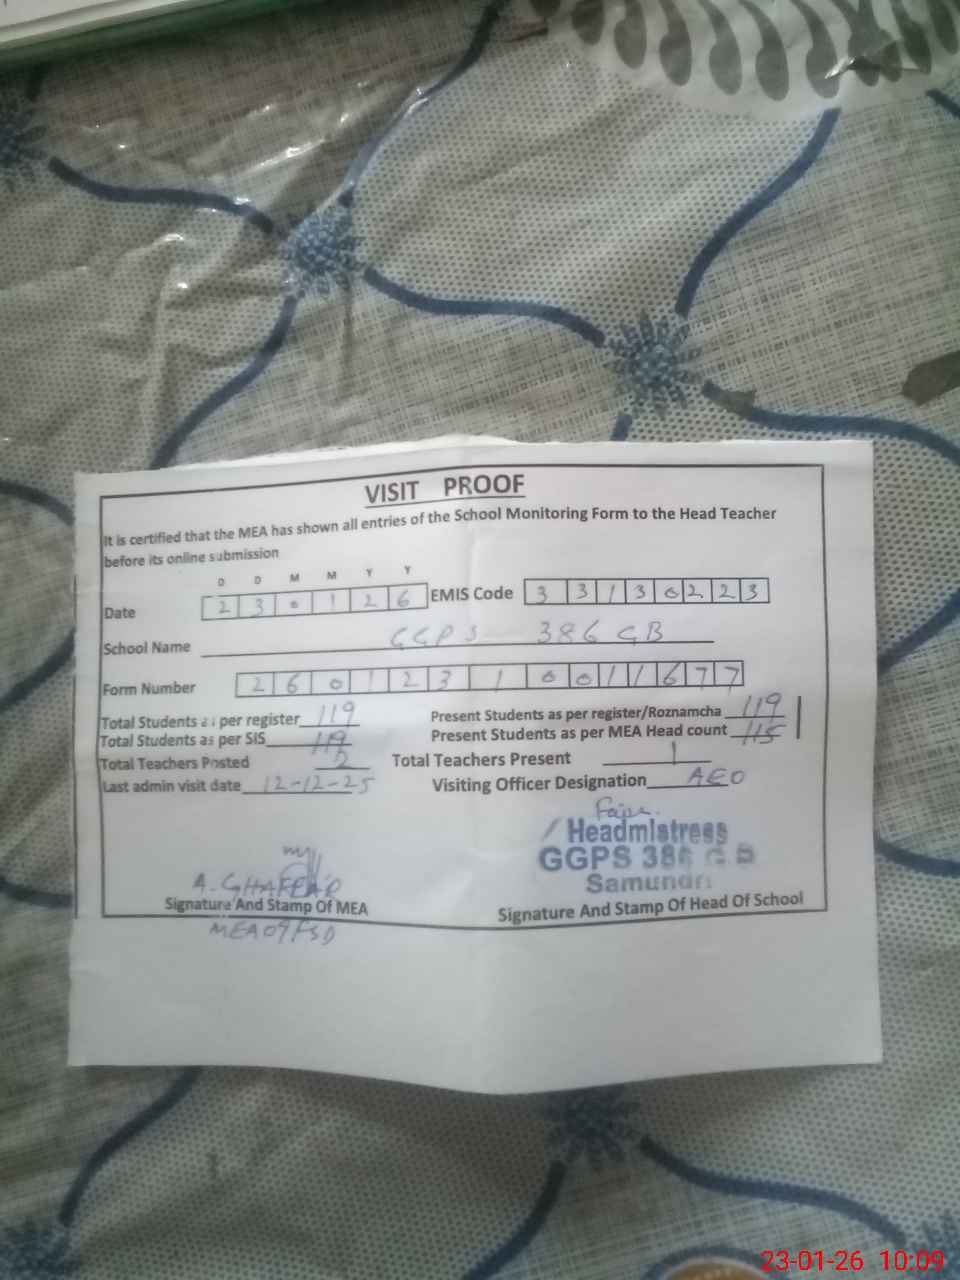 VISIT PROOF
It is certified that the MEA has shown all entries of the School Monitoring Form to the Head Teacher
before its online submission
D D M M Y Y
Date 2 3 0 1 2 6 EMIS Code 3 3 1 3 0 2 2 3
School Name GGPS 386 GB
Form Number 2 6 0 1 2 3 1 0 0 1 1 6 7 7
Total Students as per register 119 Present Students as per register/Roznamcha 119
Total Students as per SIS 119 Present Students as per MEA Head count 115
Total Teachers Posted 2 Total Teachers Present 1
Last admin visit date 12-12-25 Visiting Officer Designation AEO
Headmistress
GGPS 386 G B
Samundri
A. GHAFFAR
Signature And Stamp Of MEA Signature And Stamp Of Head Of School
MEA 09 FSD
23-01-26 10:09